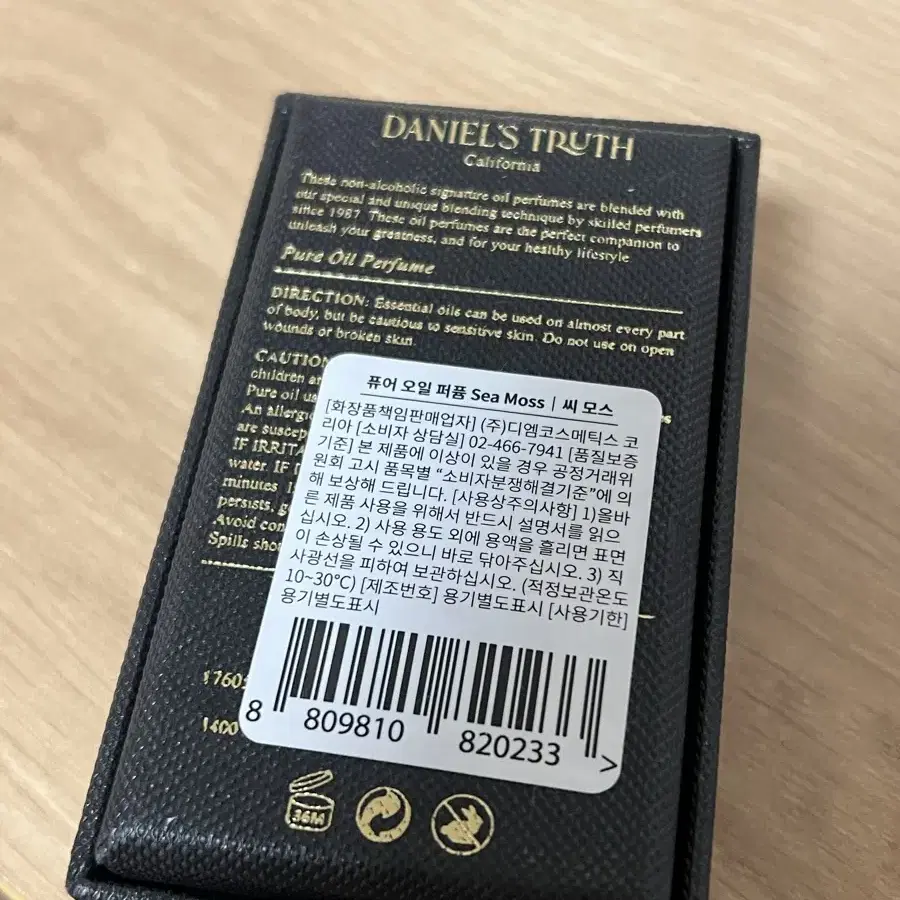 DANIEL'S TRUTH
California
These non-alcoholic signature oil perfumes are blended with
our special and unique blending technique by skilled perfumers
since 1987. These oil perfumes are the perfect companion to
unleash your greatness, and for your healthy lifestyle
Pure Oil Perfume
DIRECTION: Essential oils can be used on almost every part
of body, but be cautious to sensitive skin. Do not use on open
wounds or broken skin.
children
Pure oil
An
are
IF
water. IF
minutes
persists,
Avoid
Spills
퓨어 오일 퍼퓸 Sea Moss | 씨 모스
[화장품책임판매업자] (주)디엠코스메틱스 코
리아 [소비자 상담실] 02-466-7941 [품질보증
기준] 본 제품에 이상이 있을 경우 공정거래위
원회 고시 품목별 “소비자분쟁해결기준”에 의
해 보상해 드립니다. [사용상주의사항] 1)올바
른 제품 사용을 위해서 반드시 설명서를 읽으
십시오. 2) 사용 용도 외에 용액을 흘리면 표면
이 손상될 수 있으니 바로 닦아주십시오. 3) 직
사광선을 피하여 보관하십시오. (적정보관온도
10~30℃) [제조번호] 용기별도표시 [사용기한]
용기별도표시
8 809810 820233 >
1400
36M